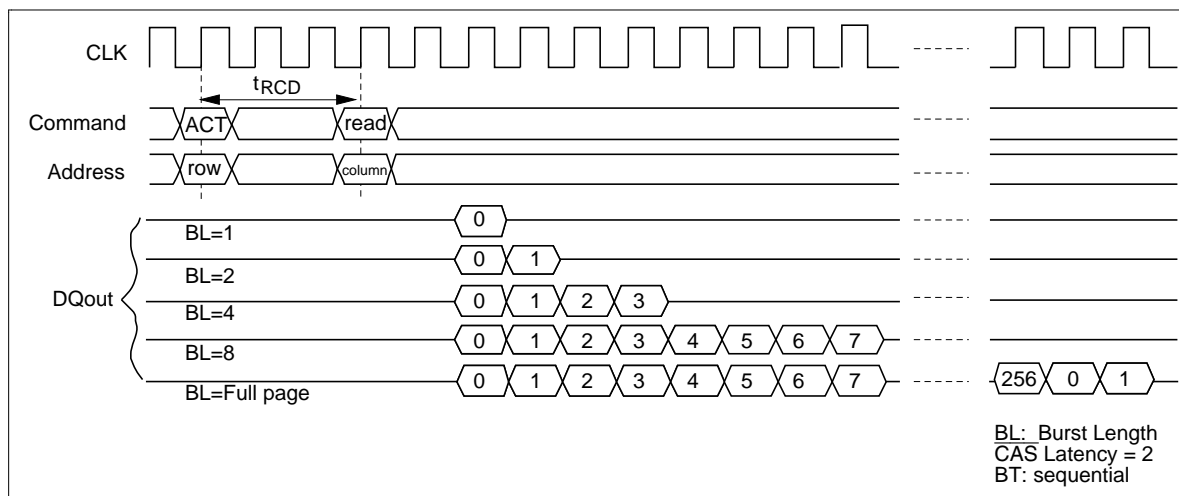 CLK
tRCD
Command ACT read
Address row column
DQout
BL=1 0
BL=2 0 1
BL=4 0 1 2 3
BL=8 0 1 2 3 4 5 6 7
BL=Full page 0 1 2 3 4 5 6 7 256 0 1
BL: Burst Length
CAS Latency = 2
BT: sequential